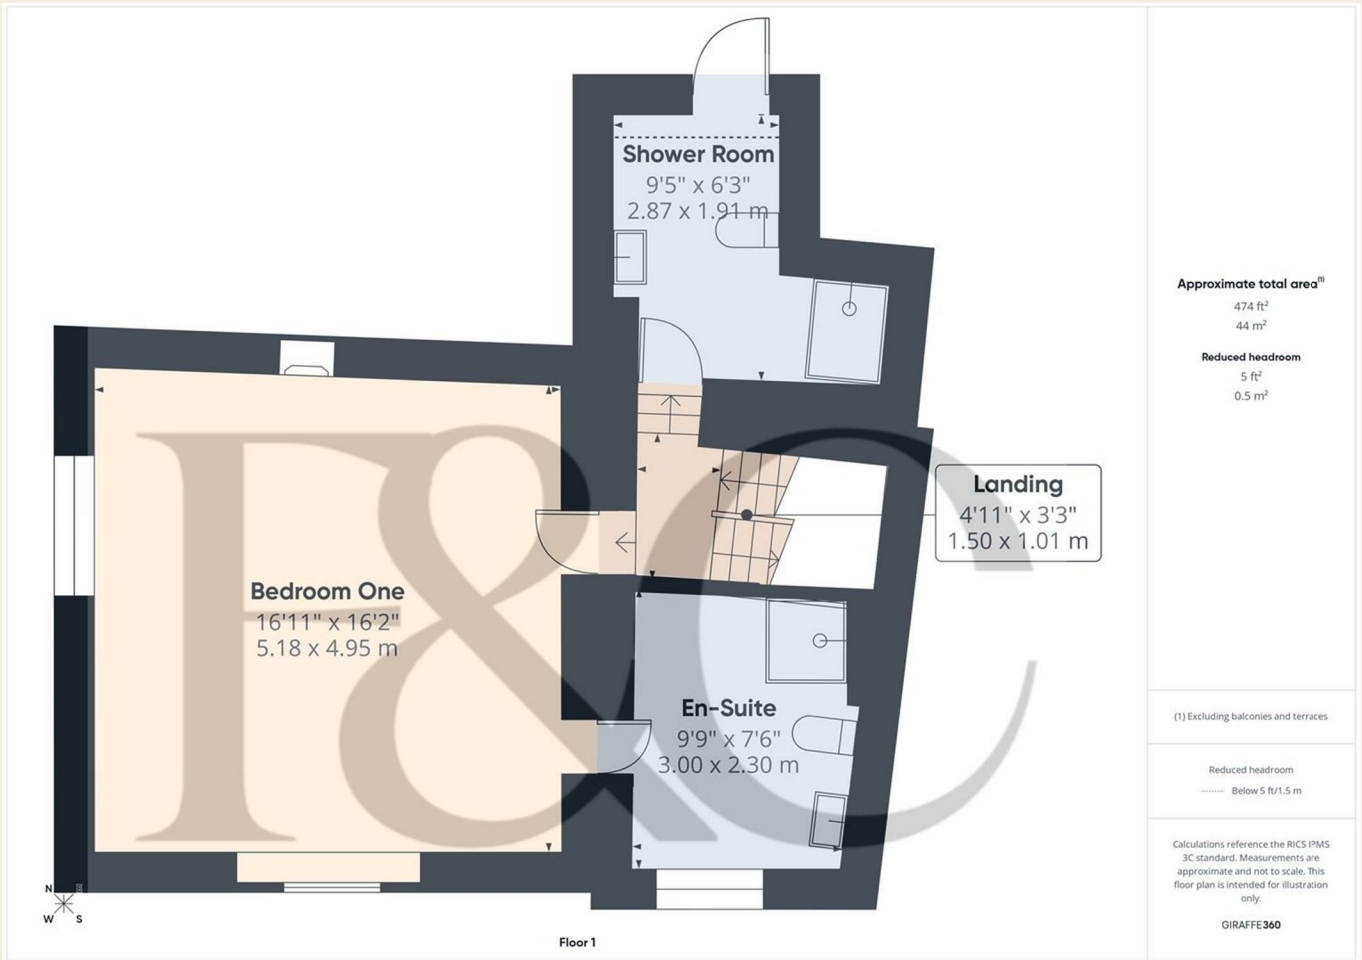 Shower Room
9'5" x 6'3"
2.87 x 1.91 m
Landing
4'11" x 3'3"
1.50 x 1.01 m
Bedroom One
16'11" x 16'2"
5.18 x 4.95 m
En-Suite
9'9" x 7'6"
3.00 x 2.30 m
F&C
N
W S
Floor 1
Approximate total area(1)
474 ft²
44 m²
Reduced headroom
5 ft²
0.5 m²
(1) Excluding balconies and terraces
Reduced headroom
Below 5 ft/1.5 m
Calculations reference the RICS IPMS
3C standard. Measurements are
approximate and not to scale. This
floor plan is intended for illustration
only.
GIRAFFE360